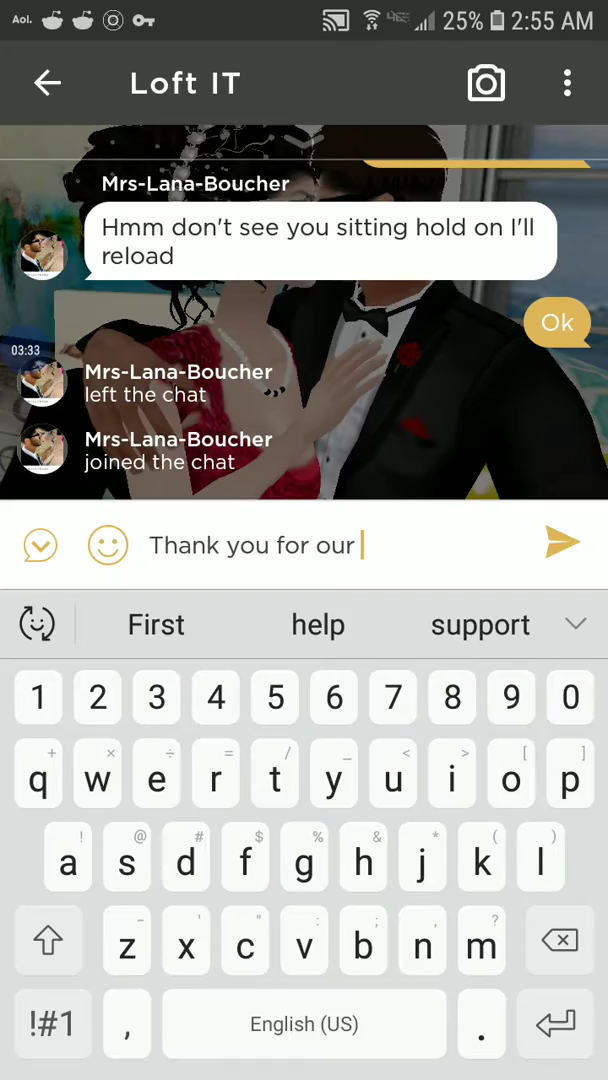 Aol. 25% 2:55 AM
Loft IT
Mrs-Lana-Boucher
Hmm don't see you sitting hold on I'll
reload
Ok
03:33
Mrs-Lana-Boucher
left the chat
Mrs-Lana-Boucher
joined the chat
Thank you for our
First help support
1 2 3 4 5 6 7 8 9 0
+ × ÷ = / _ < > [ ]
q w e r t y u i o p
! @ # $ % & * ( )
a s d f g h j k l
- ' " : ; , ?
z x c v b n m
!#1 , English (US) .